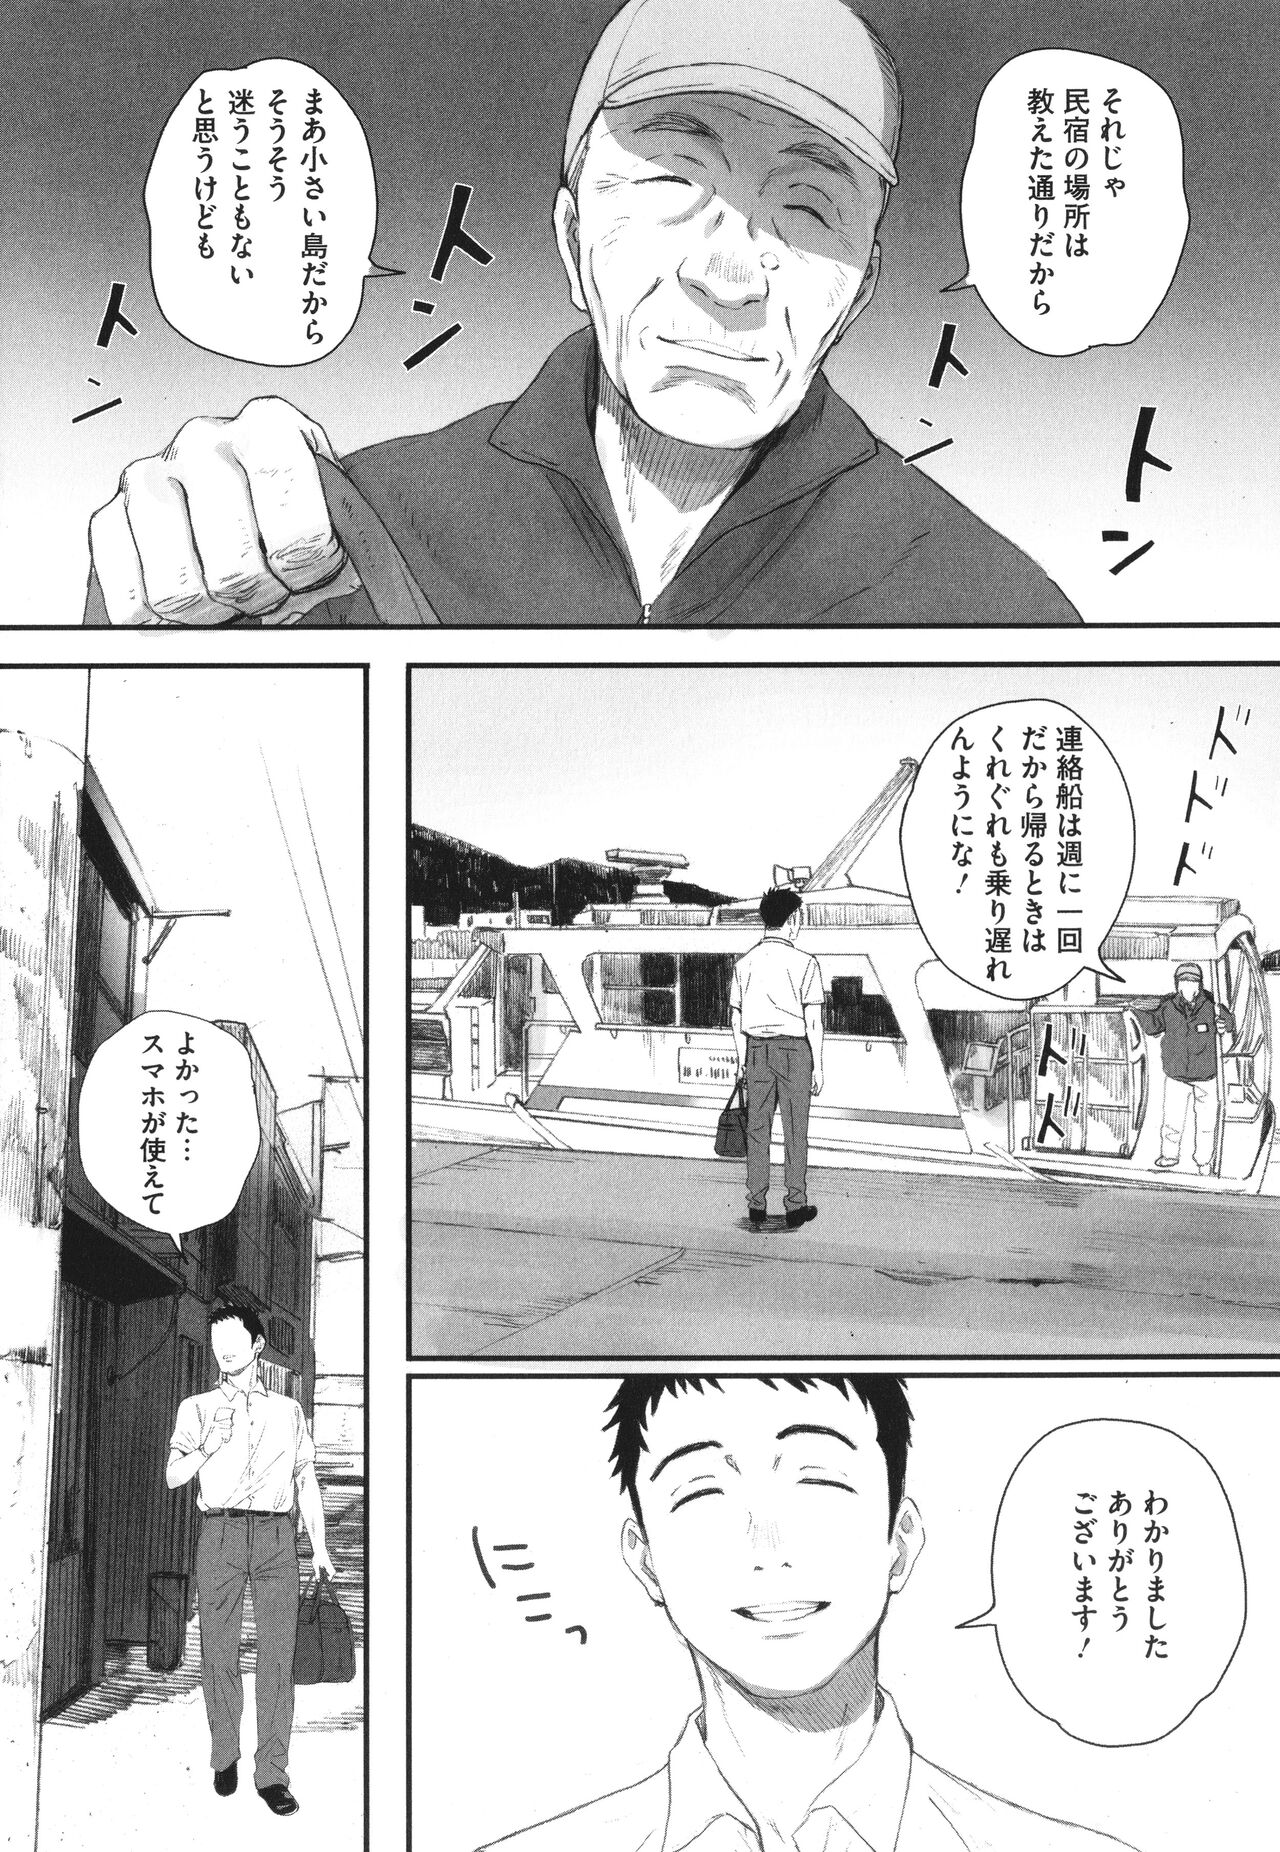 それじゃ
民宿の場所は
教えた通りだから
まあ小さい島だから
そうそう
迷うこともない
と思うけども
トン
トン
トン
トン
連絡船は週に一回
だから帰るときは
くれぐれも乗り遅れ
んようにな！
ドドド
ドド
わかりました
ありがとう
ございます！
にこっ
よかった…
スマホが使えて